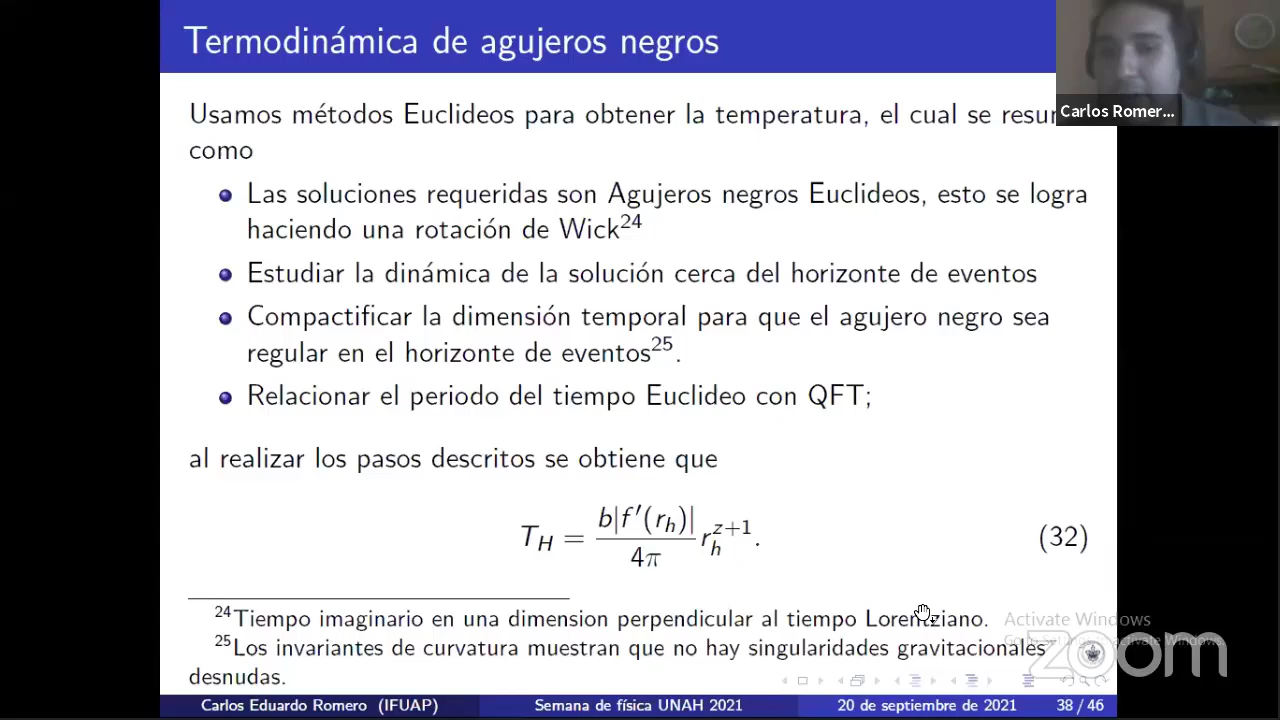 Termodinámica de agujeros negros
Carlos Romer...
Usamos métodos Euclideos para obtener la temperatura, el cual se
como
Las soluciones requeridas son Agujeros negros Euclideos, esto se logra
haciendo una rotación de Wick²⁴
Estudiar la dinámica de la solución cerca del horizonte de eventos
Compactificar la dimensión temporal para que el agujero negro sea
regular en el horizonte de eventos²⁵.
Relacionar el periodo del tiempo Euclideo con QFT;
al realizar los pasos descritos se obtiene que
T_H = \frac{b|f'(r_h)|}{4π} r_h^{z+1}. (32)
²⁴Tiempo imaginario en una dimension perpendicular al tiempo Lorentziano.
Activate Windows
²⁵Los invariantes de curvatura muestran que no hay singularidades gravitacionales
desnudas.
zoom
Carlos Eduardo Romero (IFUAP) Semana de física UNAH 2021 20 de septiembre de 2021 38 / 46